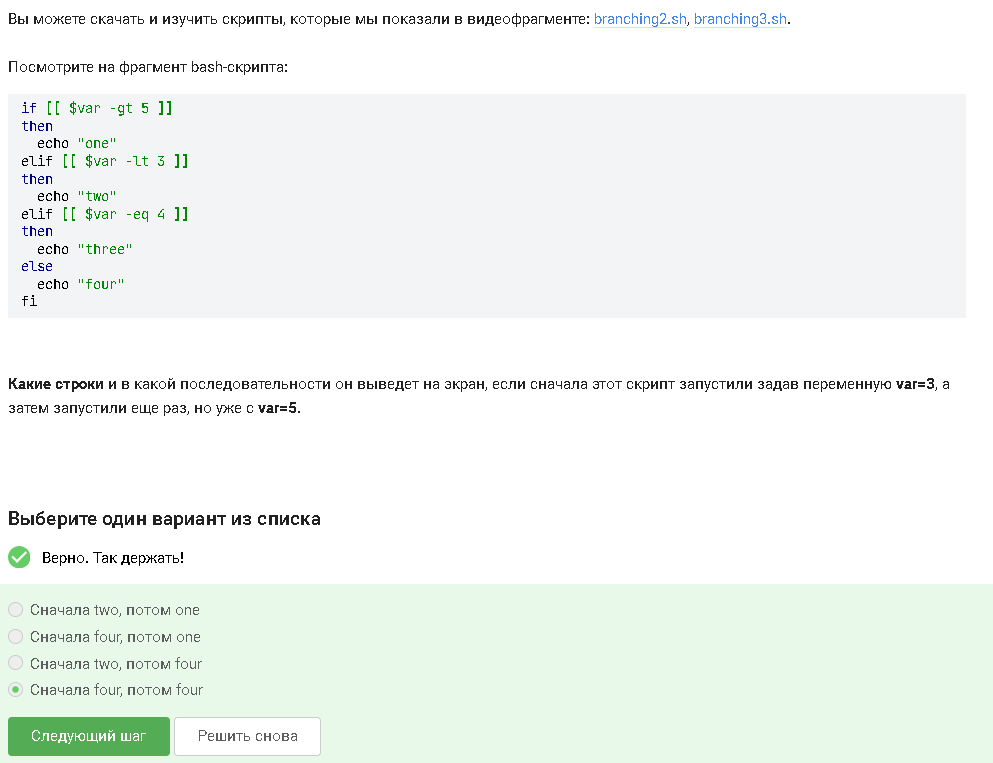 Вы можете скачать и изучить скрипты, которые мы показали в видеофрагменте: branching2.sh, branching3.sh.
Посмотрите на фрагмент bash-скрипта:
if [[ $var -gt 5 ]]
then
  echo "one"
elif [[ $var -lt 3 ]]
then
  echo "two"
elif [[ $var -eq 4 ]]
then
  echo "three"
else
  echo "four"
fi
Какие строки и в какой последовательности он выведет на экран, если сначала этот скрипт запустили задав переменную var=3, а
затем запустили еще раз, но уже с var=5.
Выберите один вариант из списка
Верно. Так держать!
Сначала two, потом one
Сначала four, потом one
Сначала two, потом four
Сначала four, потом four
Следующий шаг Решить снова